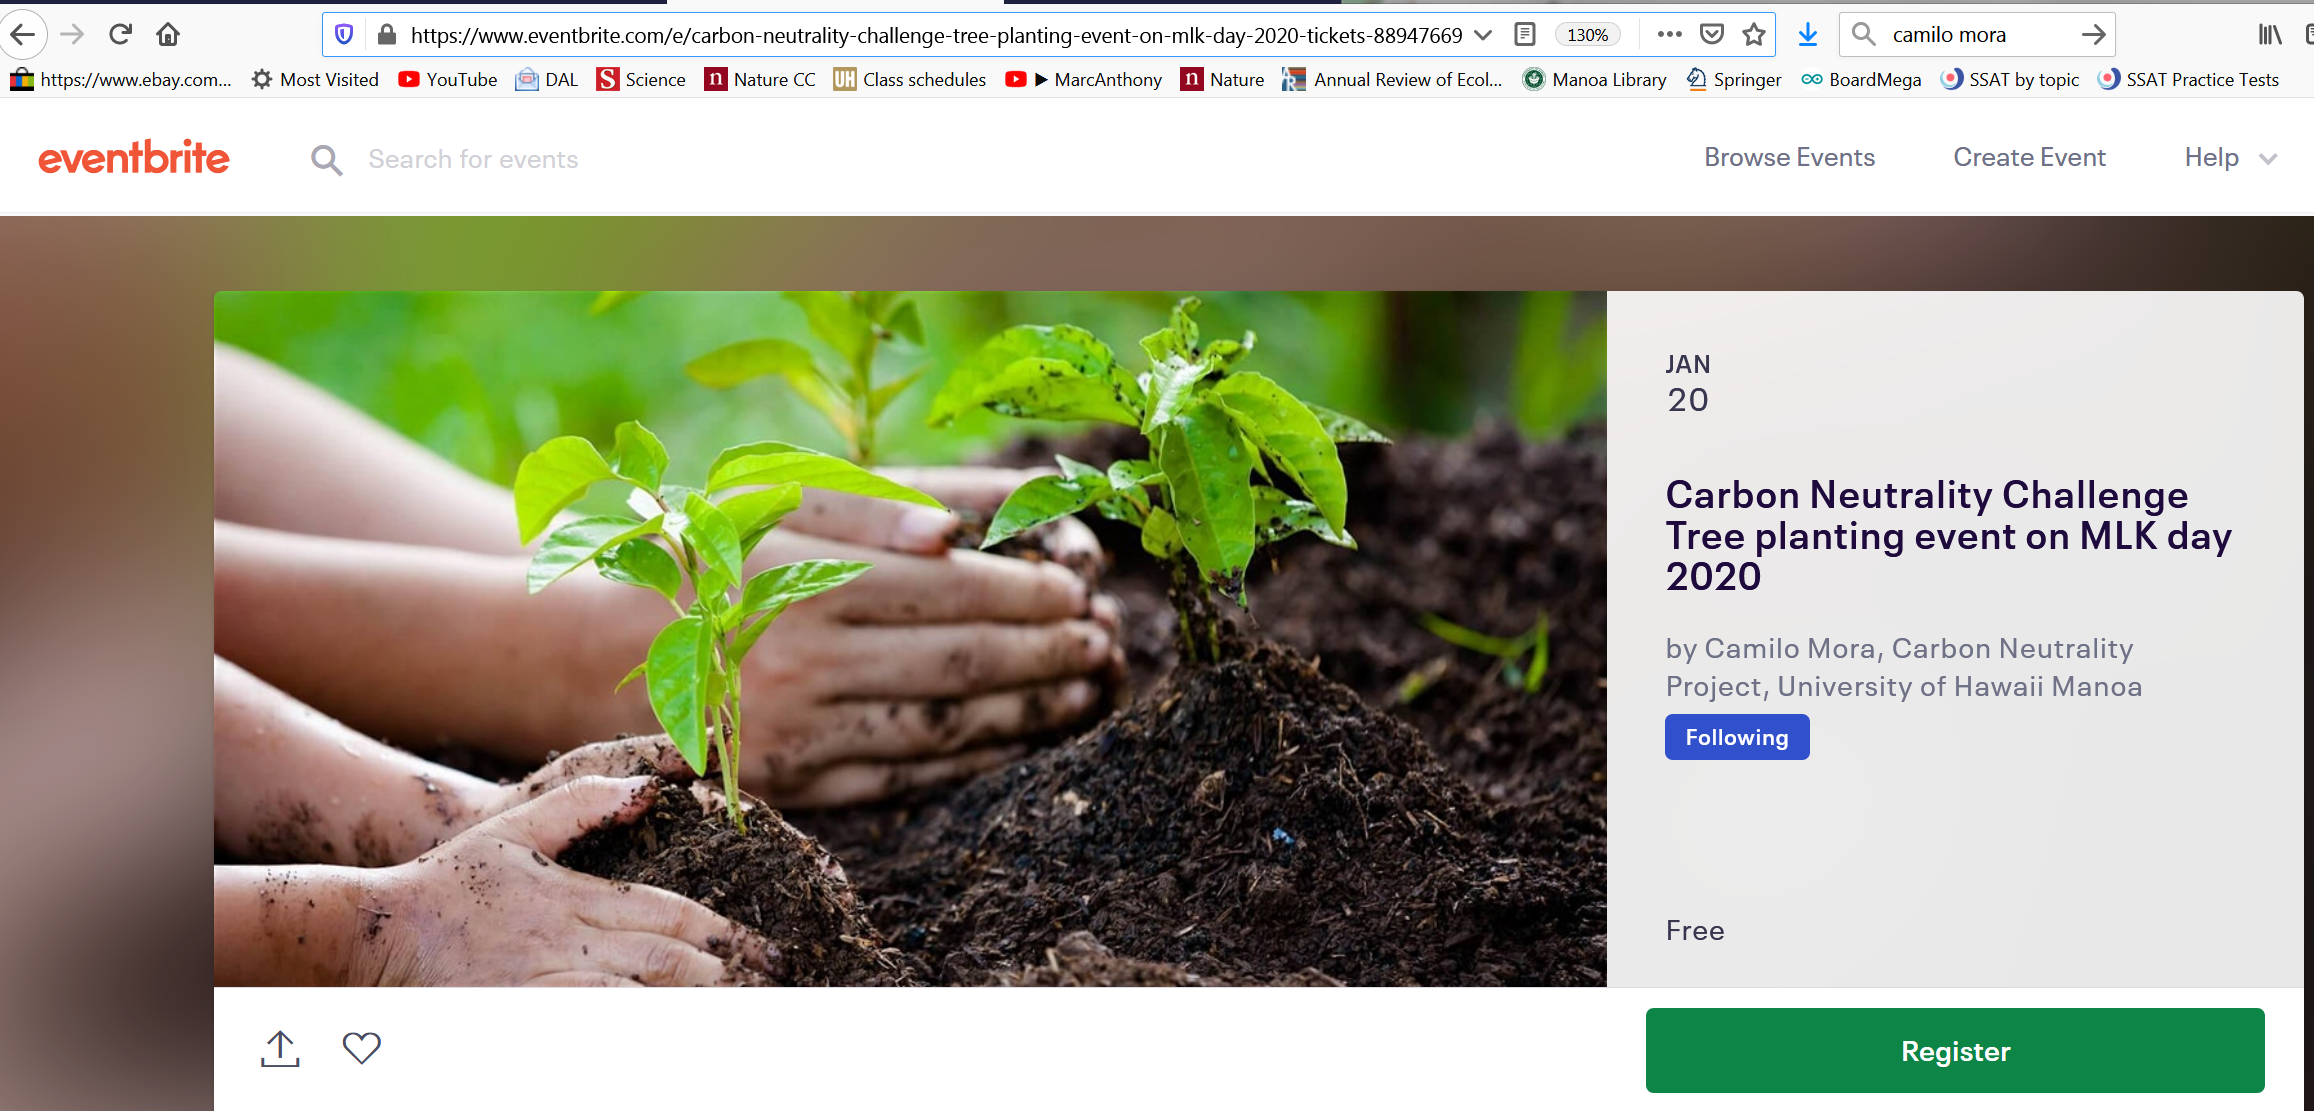 https://www.eventbrite.com/e/carbon-neutrality-challenge-tree-planting-event-on-mlk-day-2020-tickets-88947669
130%
camilo mora
https://www.ebay.com...
Most Visited
YouTube
DAL
S Science
n Nature CC
UH Class schedules
MarcAnthony
n Nature
AR Annual Review of Ecol...
Manoa Library
Springer
BoardMega
SSAT by topic
SSAT Practice Tests
eventbrite
Search for events
Browse Events
Create Event
Help
JAN
20
Carbon Neutrality Challenge
Tree planting event on MLK day
2020
by Camilo Mora, Carbon Neutrality
Project, University of Hawaii Manoa
Following
Free
Register